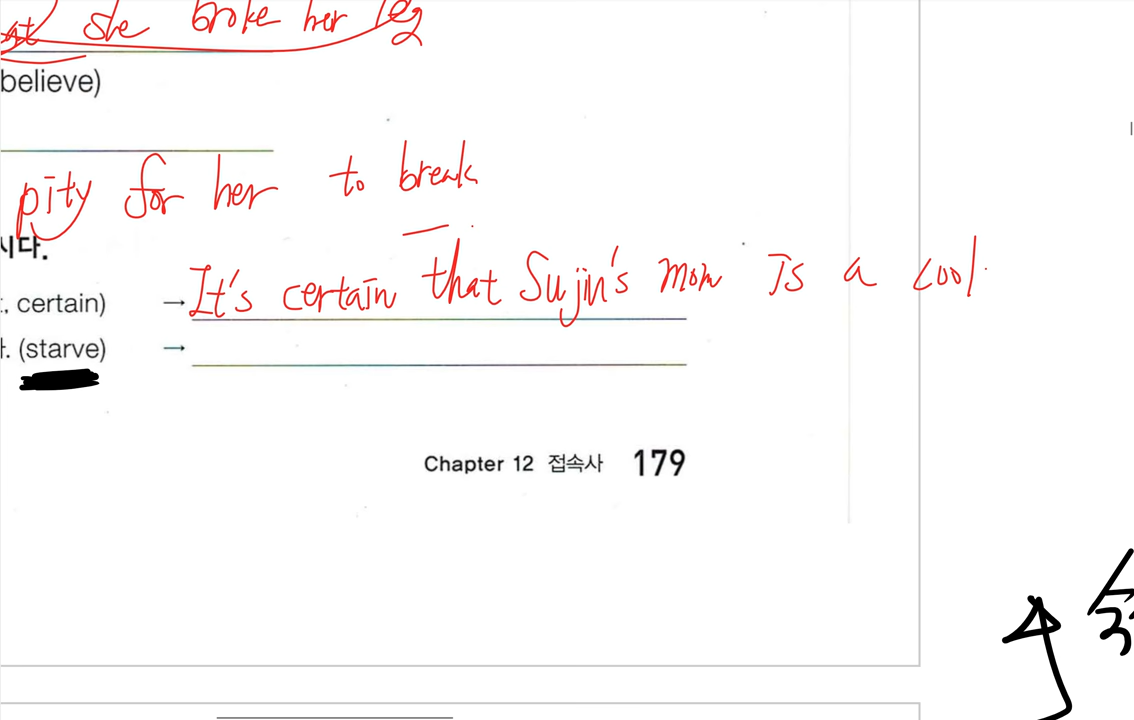 she broke her leg
believe)
pity for her to break
시다.
, certain) → It's certain that Sujin's mom is a cool
. (starve) →
Chapter 12 접속사 179